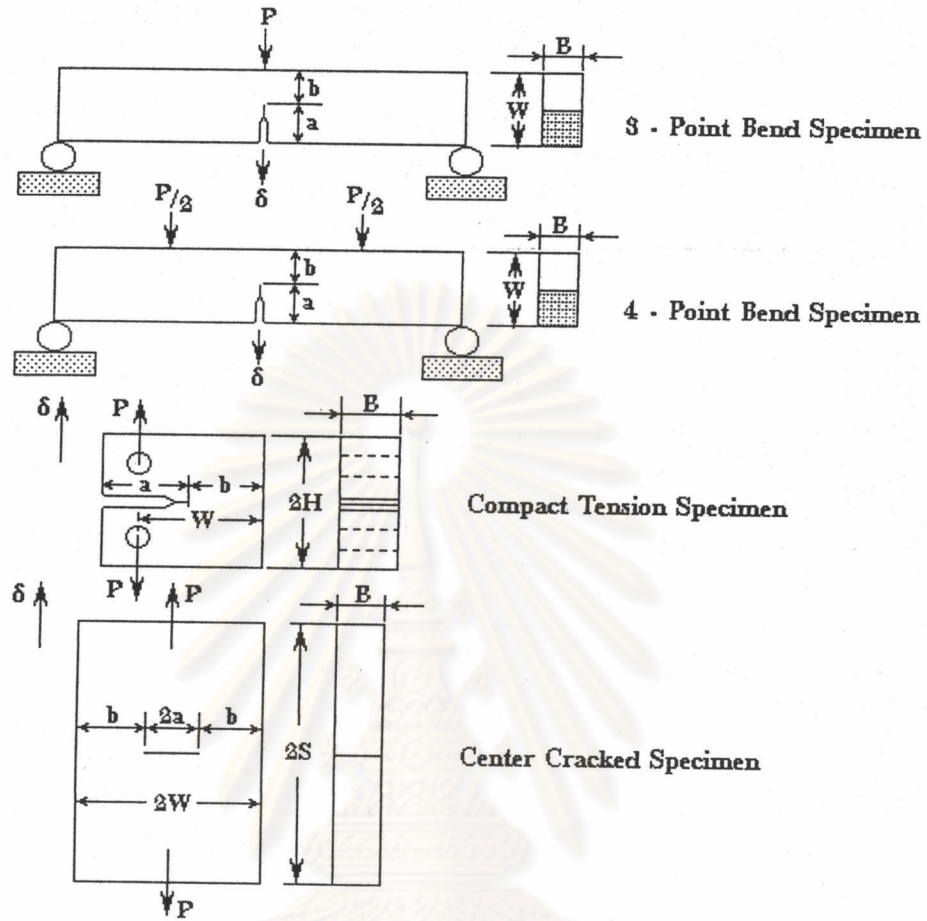 P
B
b
W
a
3 - Point Bend Specimen
δ
P/2
P/2
B
b
W
a
4 - Point Bend Specimen
δ
δ
P
B
a
b
2H
W
Compact Tension Specimen
P
δ
P
B
b
2a
b
2S
Center Cracked Specimen
2W
P